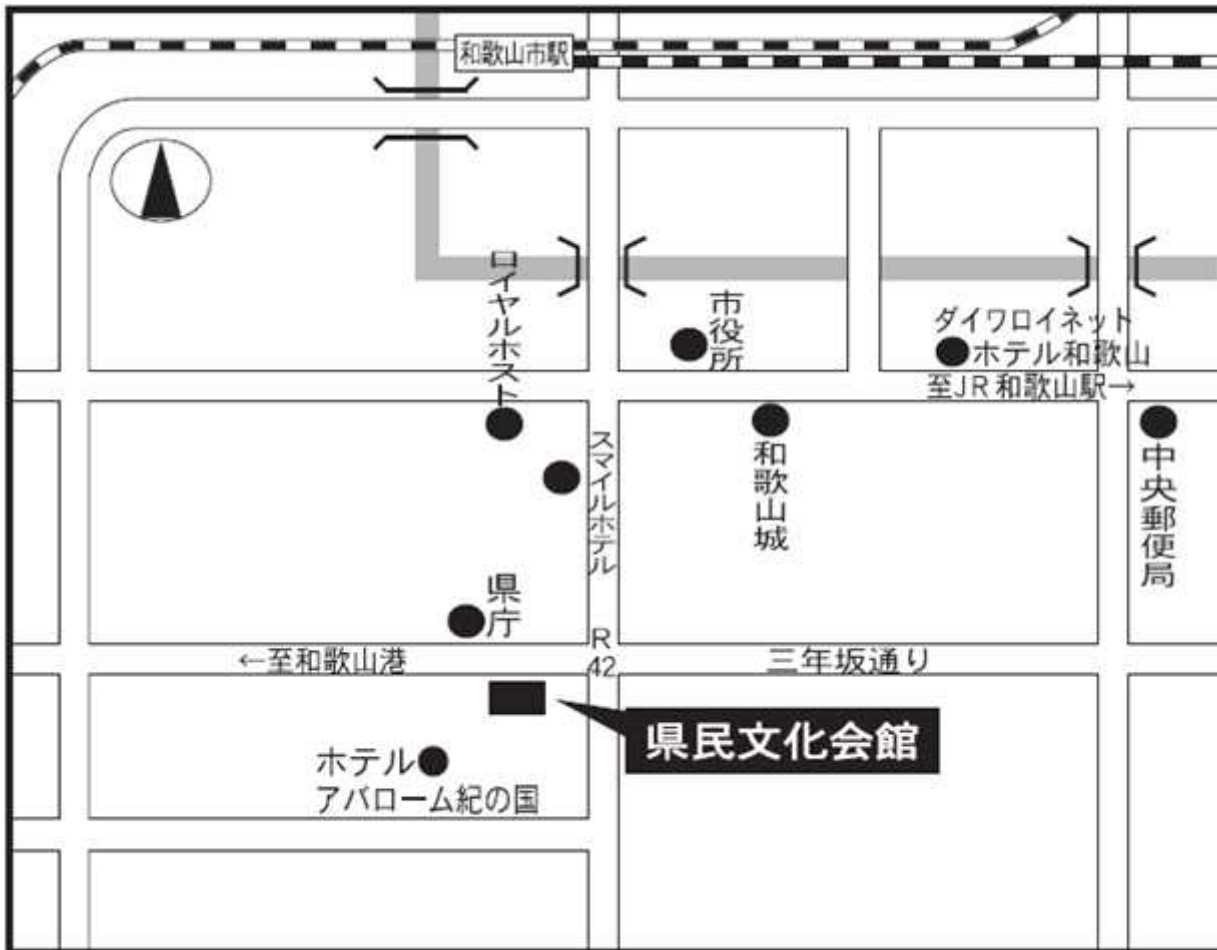 和歌山市駅
ロイヤルホスト
市役所
ダイワロイネット
ホテル和歌山
至JR和歌山駅→
スマイルホテル
和歌山城
中央郵便局
県庁
R
42
←至和歌山港
三年坂通り
県民文化会館
ホテル
アバローム紀の国